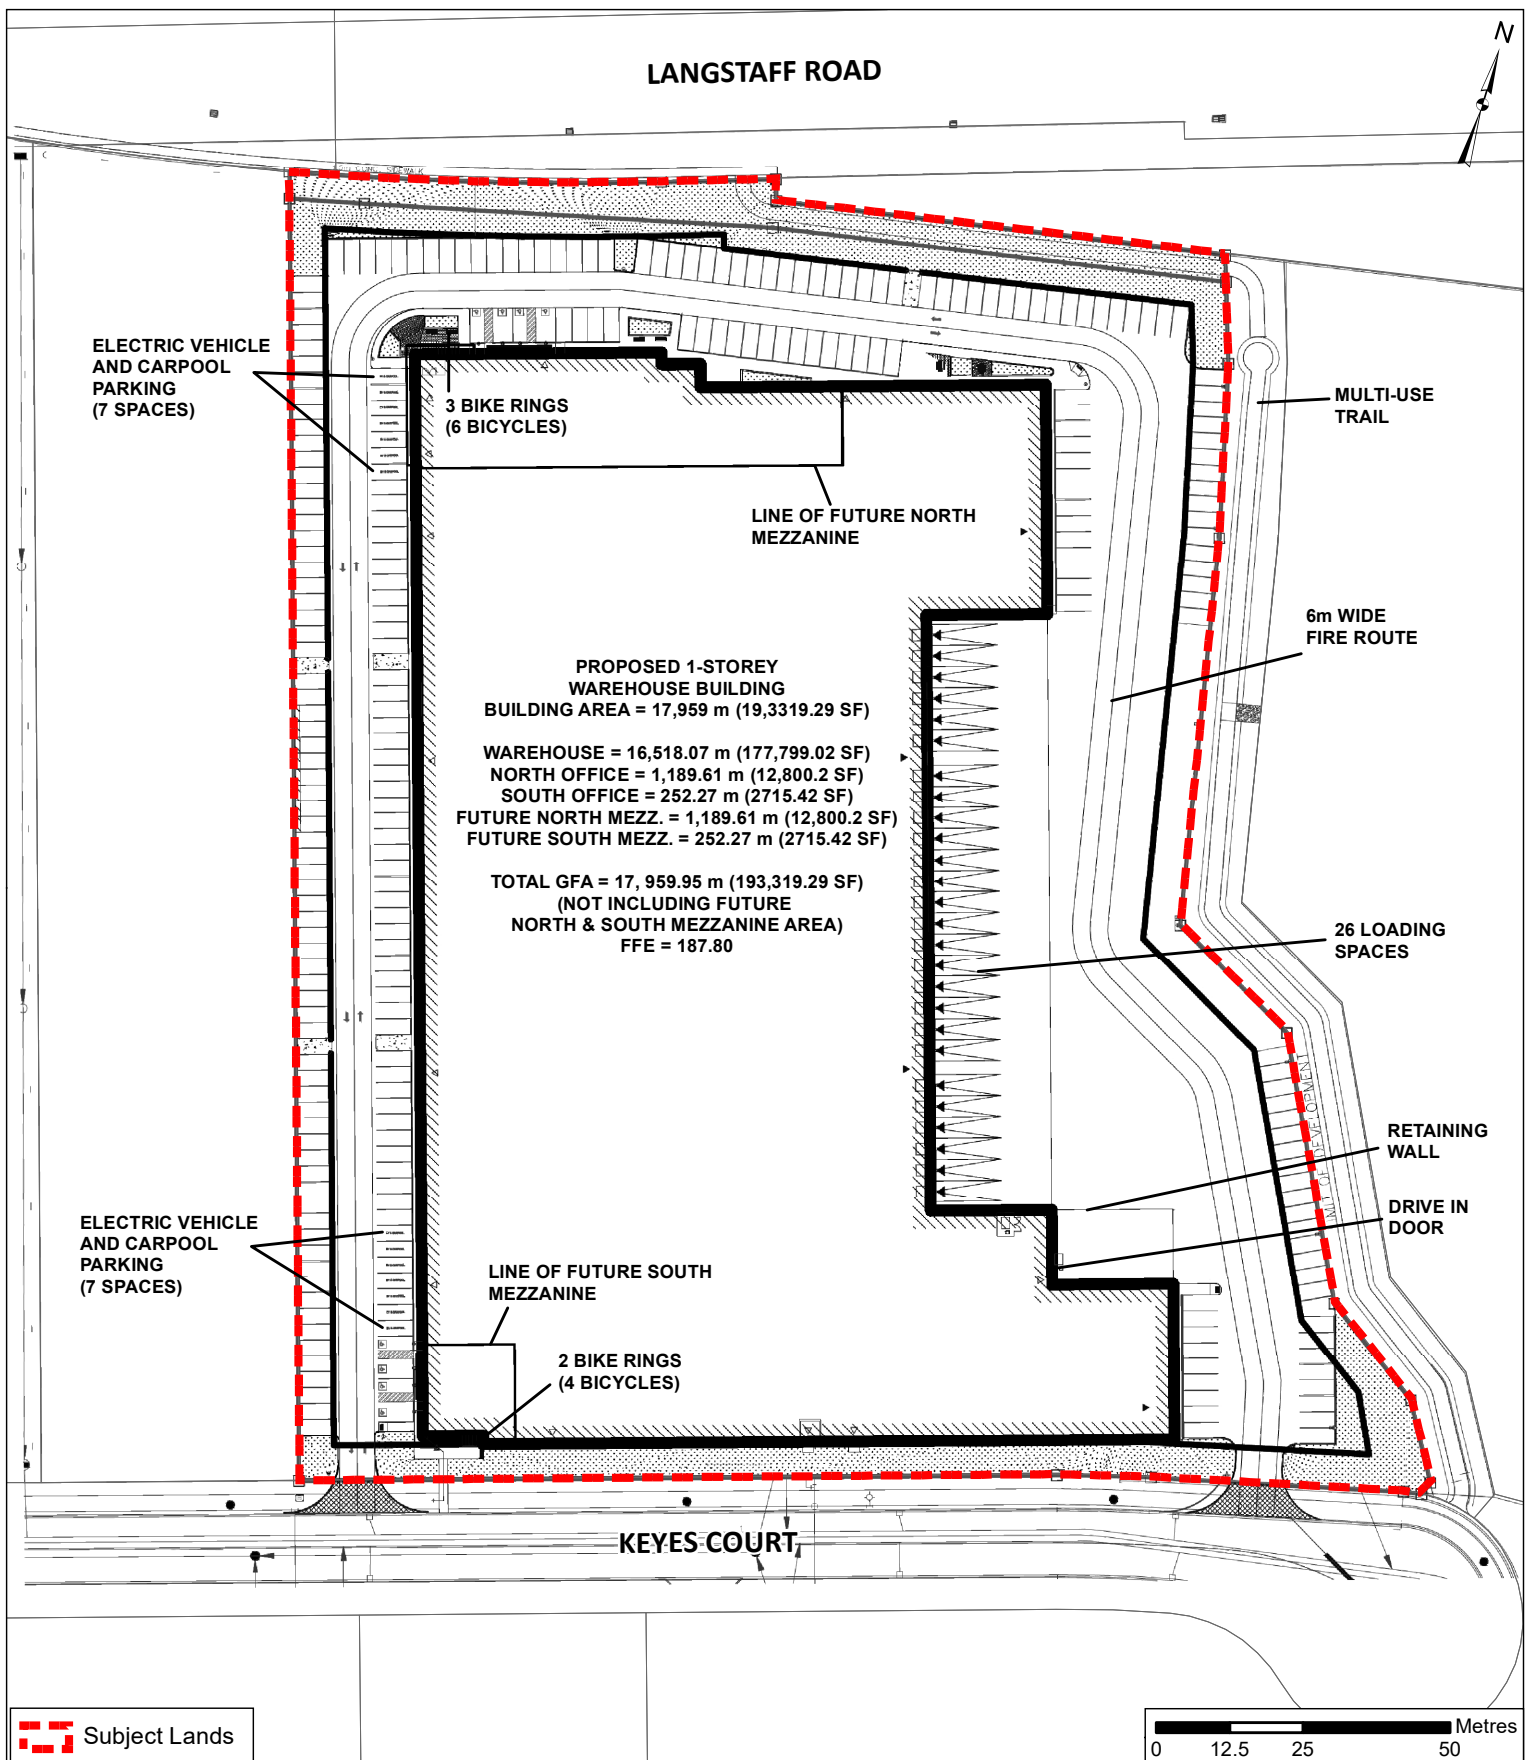 N
LANGSTAFF ROAD
ELECTRIC VEHICLE
AND CARPOOL
PARKING
(7 SPACES)
3 BIKE RINGS
(6 BICYCLES)
MULTI-USE
TRAIL
LINE OF FUTURE NORTH
MEZZANINE
6m WIDE
FIRE ROUTE
PROPOSED 1-STOREY
WAREHOUSE BUILDING
BUILDING AREA = 17,959 m (19,3319.29 SF)
WAREHOUSE = 16,518.07 m (177,799.02 SF)
NORTH OFFICE = 1,189.61 m (12,800.2 SF)
SOUTH OFFICE = 252.27 m (2715.42 SF)
FUTURE NORTH MEZZ. = 1,189.61 m (12,800.2 SF)
FUTURE SOUTH MEZZ. = 252.27 m (2715.42 SF)
TOTAL GFA = 17, 959.95 m (193,319.29 SF)
(NOT INCLUDING FUTURE
NORTH & SOUTH MEZZANINE AREA)
FFE = 187.80
26 LOADING
SPACES
OF DEVELOPMENT
RETAINING
WALL
DRIVE IN
DOOR
ELECTRIC VEHICLE
AND CARPOOL
PARKING
(7 SPACES)
LINE OF FUTURE SOUTH
MEZZANINE
2 BIKE RINGS
(4 BICYCLES)
KEYES COURT
Subject Lands
Metres
0 12.5 25 50